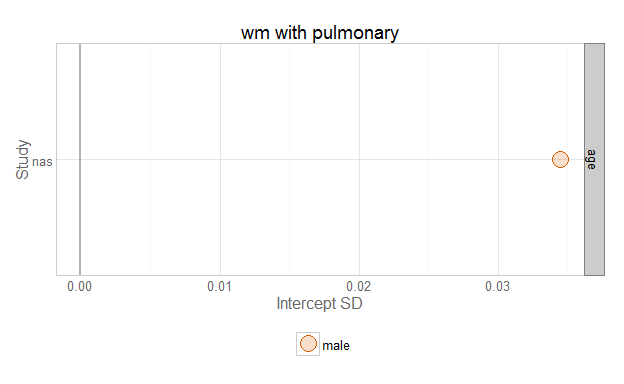 wm with pulmonary
Study
nas
age
0.00 0.01 0.02 0.03
Intercept SD
male